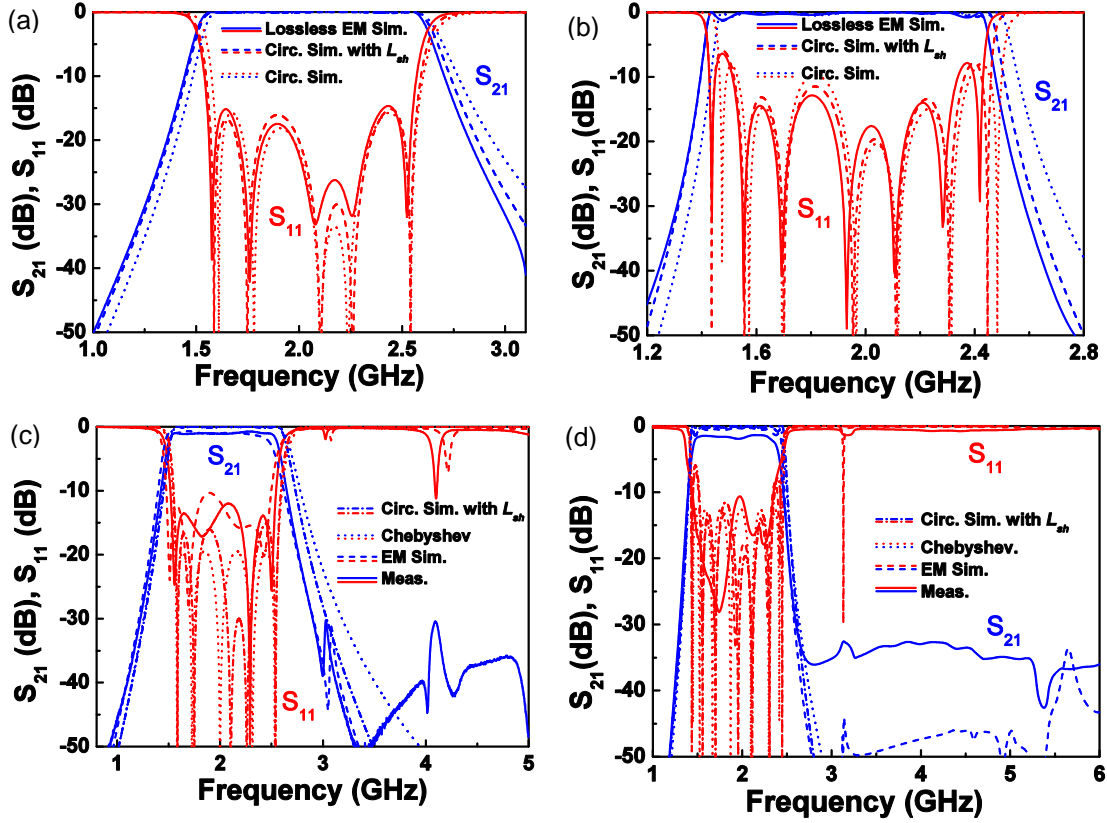 (a)
0
-10
-20
-30
-40
-50
S21 (dB), S11 (dB)
Lossless EM Sim.
Circ. Sim. with Lsh
Circ. Sim.
S21
S11
1.0 1.5 2.0 2.5 3.0
Frequency (GHz)
(b)
0
-10
-20
-30
-40
-50
S21 (dB), S11(dB)
Lossless EM Sim.
Circ. Sim. with Lsh
Circ. Sim.
S21
S11
1.2 1.6 2.0 2.4 2.8
Frequency (GHz)
(c)
0
-10
-20
-30
-40
-50
S21 (dB), S11 (dB)
S21
Circ. Sim. with Lsh
Chebyshev
EM Sim.
Meas.
S11
1 2 3 4 5
Frequency (GHz)
(d)
0
-10
-20
-30
-40
-50
S21 (dB), S11(dB)
S11
Circ. Sim. with Lsh
Chebyshev.
EM Sim.
Meas.
S21
1 2 3 4 5 6
Frequency (GHz)